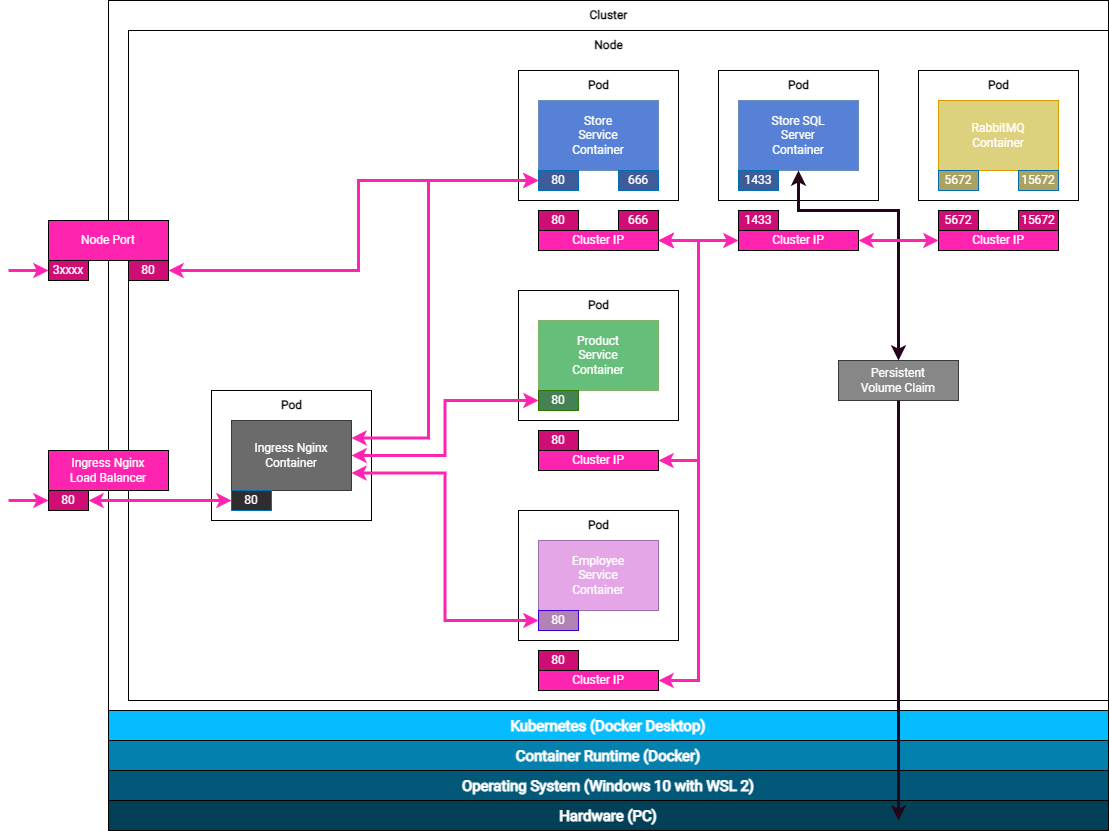 Cluster
Node
Pod
Store
Service
Container
80
666
80
666
Cluster IP
Pod
Store SQL
Server
Container
1433
1433
Cluster IP
Pod
RabbitMQ
Container
5672
15672
5672
15672
Cluster IP
Node Port
3xxxx
80
Pod
Product
Service
Container
80
80
Cluster IP
Persistent
Volume Claim
Pod
Ingress Nginx
Container
80
Ingress Nginx
Load Balancer
80
Pod
Employee
Service
Container
80
80
Cluster IP
Kubernetes (Docker Desktop)
Container Runtime (Docker)
Operating System (Windows 10 with WSL 2)
Hardware (PC)